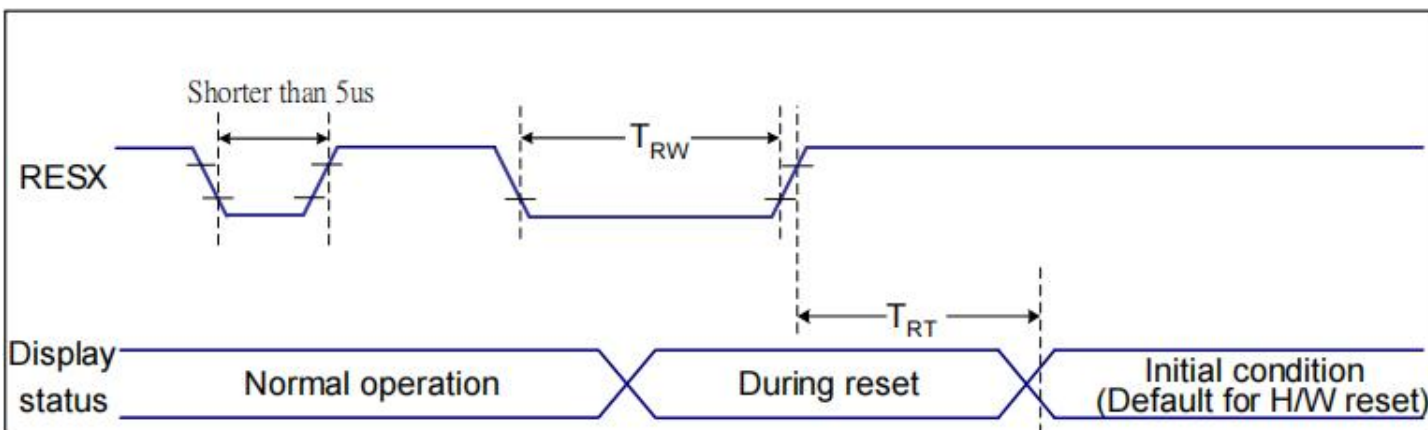 Shorter than 5us
RESX
TRW
TRT
Display
status
Normal operation
During reset
Initial condition
(Default for H/W reset)